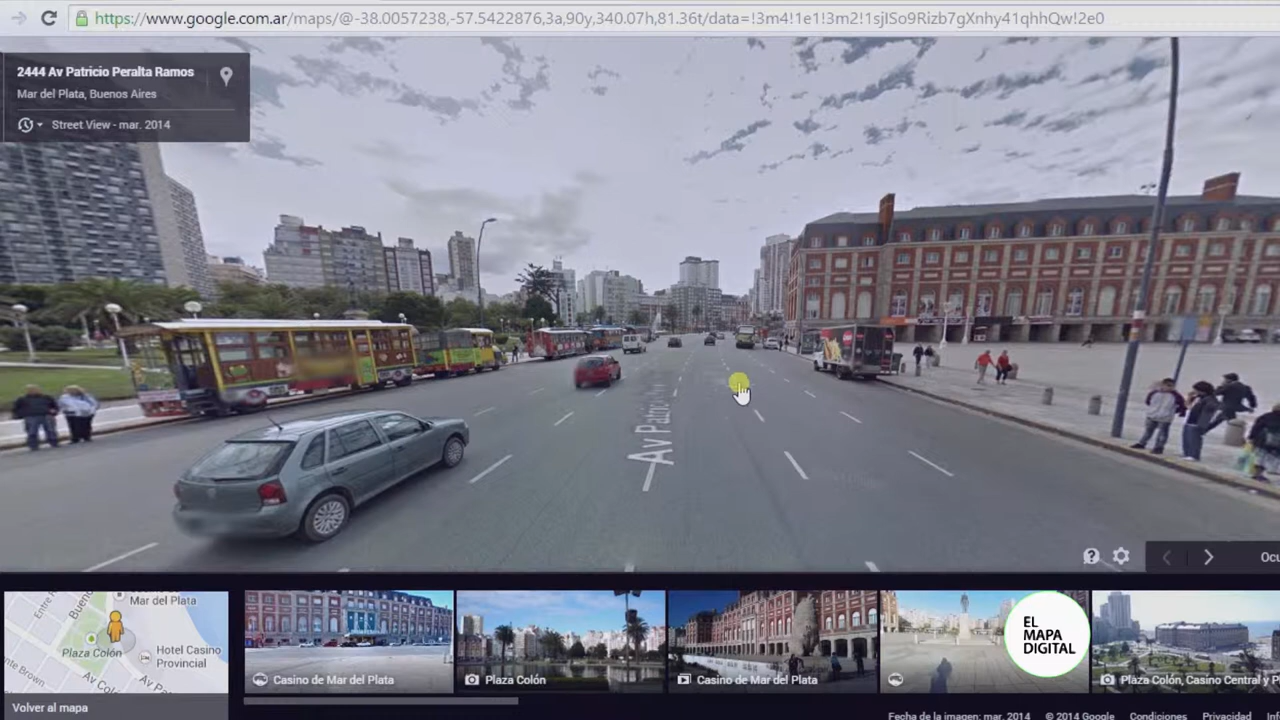 https://www.google.com.ar/maps/@-38.0057238,-57.5422876,3a,90y,340.07h,81.36t/data=!3m4!1e1!3m2!1sjISo9Rizb7gXnhy41qhhQw!2e0
2444 Av Patricio Peralta Ramos
Mar del Plata, Buenos Aires
Street View - mar. 2014
Av Patri
?
Ocu
Mar del Plata
Plaza Colón
Hotel Casino
Provincial
Av Colo
Volver al mapa
Casino de Mar del Plata
Plaza Colón
Casino de Mar del Plata
EL
MAPA
DIGITAL
Plaza Colón, Casino Central y P
Fecha de la imagen: mar. 2014 © 2014 Google Condiciones Privacidad